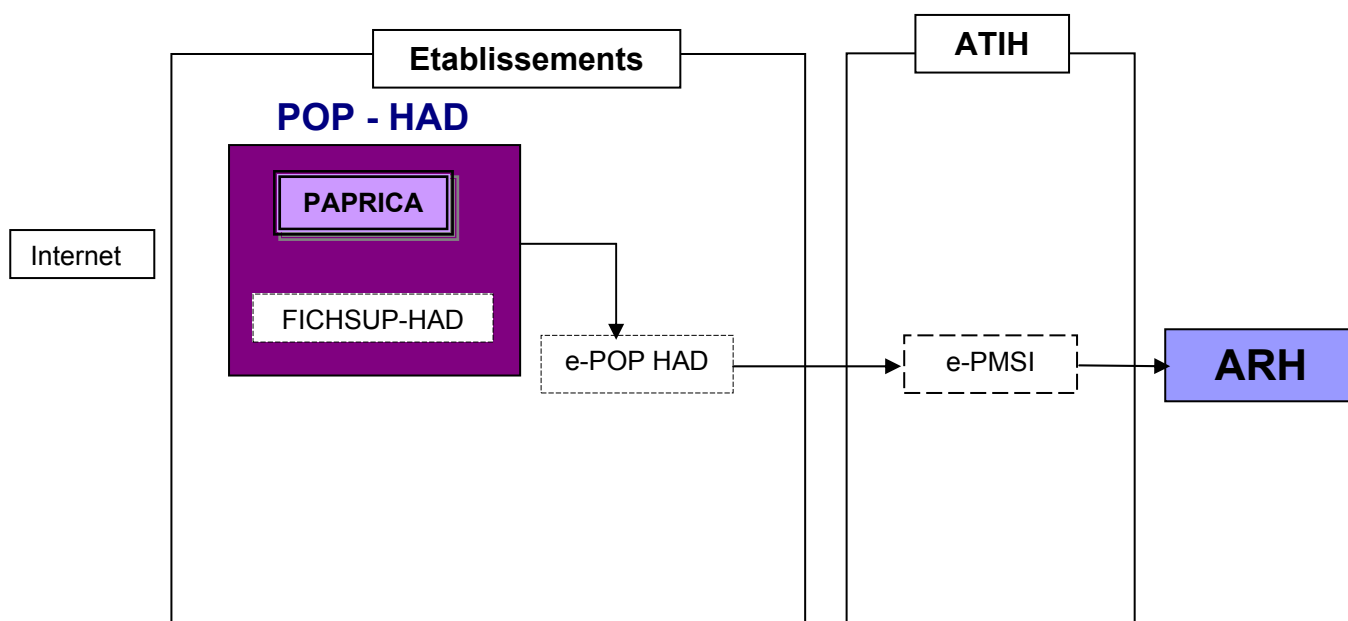 Etablissements
ATIH
POP - HAD
PAPRICA
Internet
FICHSUP-HAD
e-POP HAD
e-PMSI
ARH